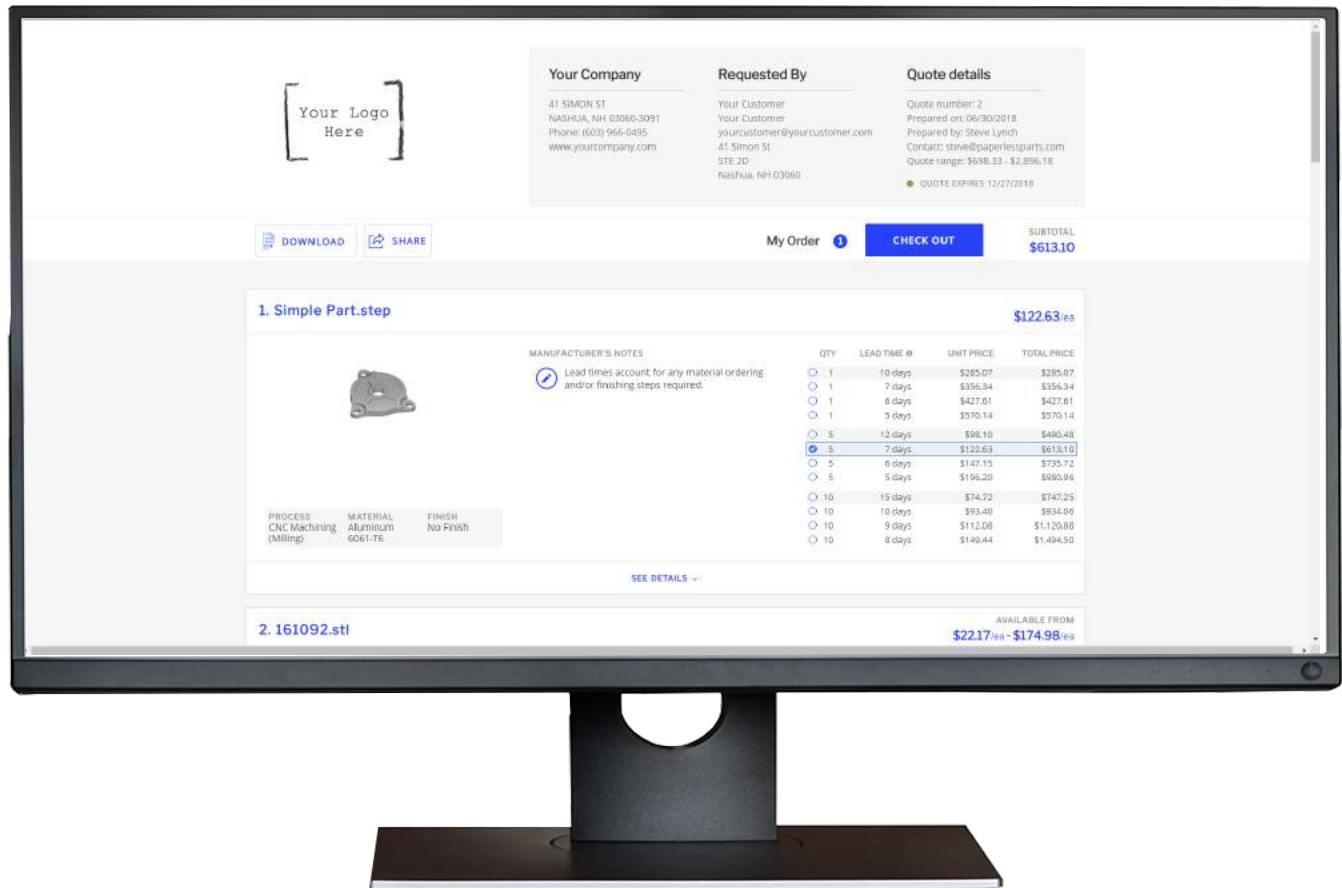 Your Logo
Here
Your Company
41 SIMON ST
NASHUA, NH 03060-3091
Phone: (603) 966-0495
www.yourcompany.com
Requested By
Your Customer
Your Customer
yourcustomer@yourcustomer.com
41 Simon St
STE 2D
Nashua, NH 03060
Quote details
Quote number: 2
Prepared on: 06/30/2018
Prepared by: Steve Lynch
Contact: steve@paperlessparts.com
Quote range: $698.33 - $2,896.18
QUOTE EXPIRES 12/27/2018
DOWNLOAD SHARE My Order 1 CHECK OUT SUBTOTAL
$613.10
1. Simple Part.step $122.63/ea
MANUFACTURER'S NOTES
Lead times account for any material ordering
and/or finishing steps required.
QTY LEAD TIME UNIT PRICE TOTAL PRICE
1 10 days $285.07 $285.07
1 7 days $356.34 $356.34
1 6 days $427.61 $427.61
1 5 days $570.14 $570.14
5 12 days $98.10 $490.48
5 7 days $122.63 $613.10
5 6 days $147.15 $735.72
5 5 days $196.20 $980.96
10 15 days $74.72 $747.25
10 10 days $93.40 $934.06
10 9 days $112.08 $1,120.88
10 8 days $149.44 $1,494.50
PROCESS MATERIAL FINISH
CNC Machining Aluminum No Finish
(Milling) 6061-T6
SEE DETAILS
2. 161092.stl AVAILABLE FROM
$22.17/ea - $174.98/ea